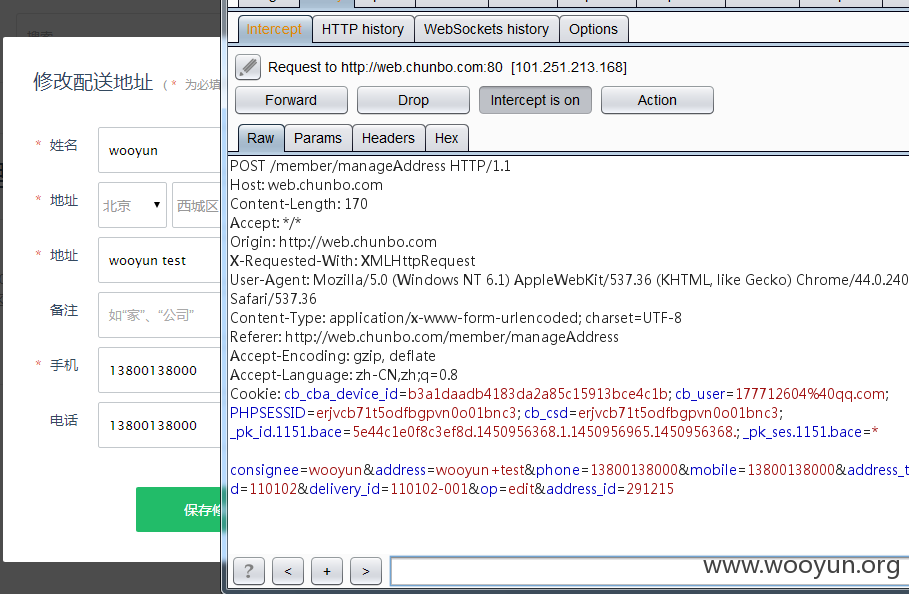 搜索
修改配送地址 （ * 为必填
* 姓名
wooyun
* 地址
北京 ▼
西城区
* 地址
wooyun test
备注
如“家”、“公司”
* 手机
13800138000
电话
13800138000
保存修
Intercept
HTTP history
WebSockets history
Options
Request to http://web.chunbo.com:80 [101.251.213.168]
Forward
Drop
Intercept is on
Action
Raw
Params
Headers
Hex
POST /member/manageAddress HTTP/1.1
Host: web.chunbo.com
Content-Length: 170
Accept: */*
Origin: http://web.chunbo.com
X-Requested-With: XMLHttpRequest
User-Agent: Mozilla/5.0 (Windows NT 6.1) AppleWebKit/537.36 (KHTML, like Gecko) Chrome/44.0.240
Safari/537.36
Content-Type: application/x-www-form-urlencoded; charset=UTF-8
Referer: http://web.chunbo.com/member/manageAddress
Accept-Encoding: gzip, deflate
Accept-Language: zh-CN,zh;q=0.8
Cookie: cb_cba_device_id=b3a1daadb4183da2a85c15913bce4c1b; cb_user=177712604%40qq.com;
PHPSESSID=erjvcb71t5odfbgpvn0o01bnc3; cb_csd=erjvcb71t5odfbgpvn0o01bnc3;
_pk_id.1151.bace=5e44c1e0f8c3ef8d.1450956368.1.1450956965.1450956368.; _pk_ses.1151.bace=*
consignee=wooyun&address=wooyun+test&phone=13800138000&mobile=13800138000&address_t
d=110102&delivery_id=110102-001&op=edit&address_id=291215
?
<
+
>
www.wooyun.org